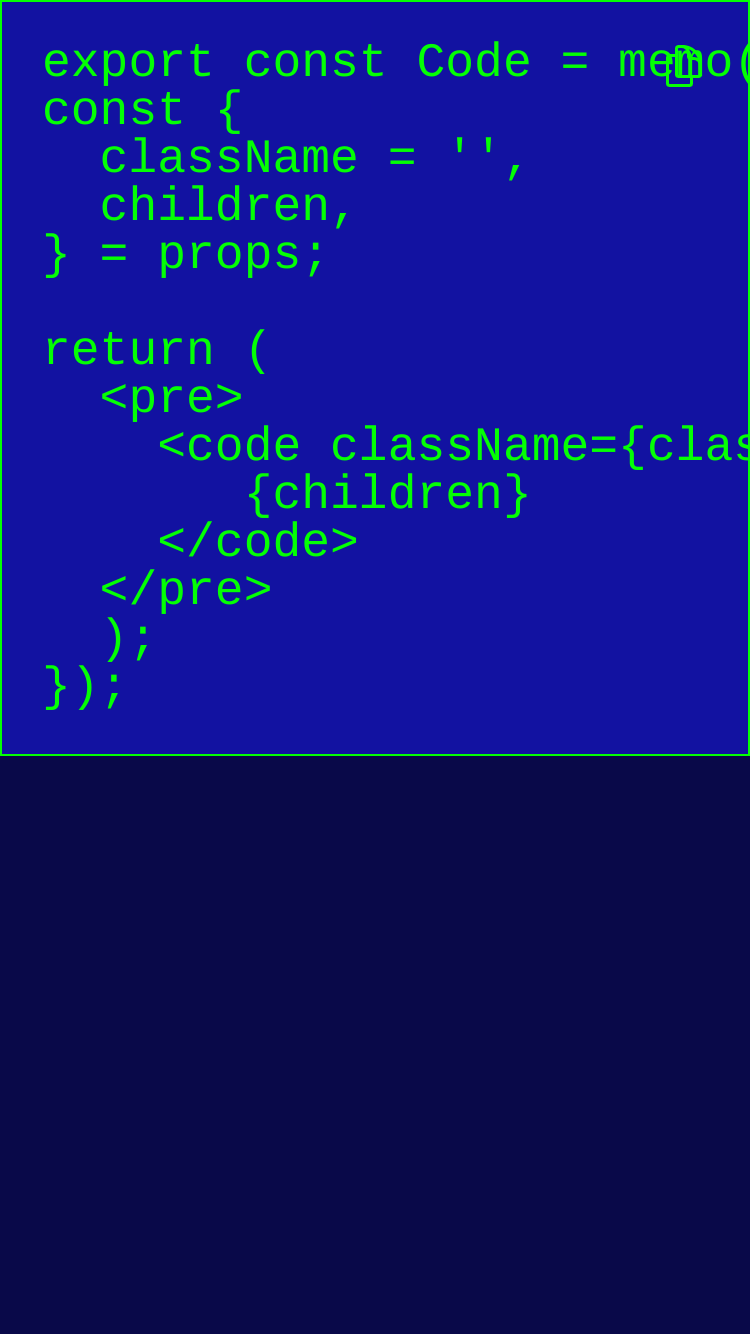 export const Code = memo(
const {
  className = '',
  children,
} = props;

return (
  <pre>
    <code className={clas
       {children}
    </code>
  </pre>
  );
});